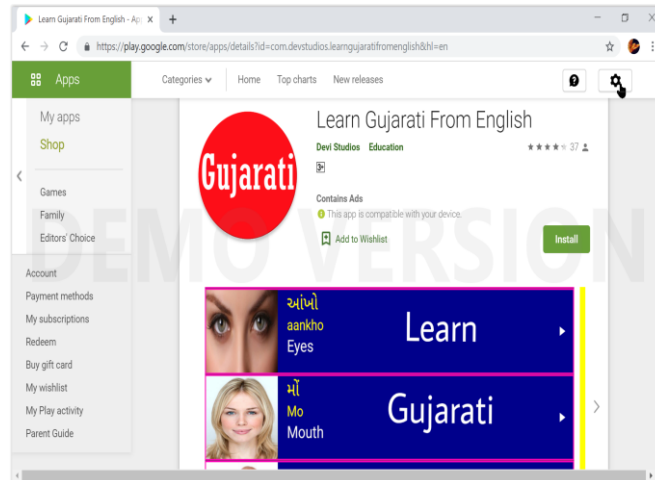 Learn Gujarati From English - Ap
https://play.google.com/store/apps/details?id=com.devstudios.learngujaratifromenglish&hl=en
Apps
Categories Home Top charts New releases
My apps
Shop
Games
Family
Editors' Choice
Account
Payment methods
My subscriptions
Redeem
Buy gift card
My wishlist
My Play activity
Parent Guide
Gujarati
Learn Gujarati From English
Devi Studios Education 37
3+
Contains Ads
This app is compatible with your device.
Add to Wishlist
Install
DEMO VERSION
આંખો
aankho
Eyes
Learn
મોં
Mo
Mouth
Gujarati